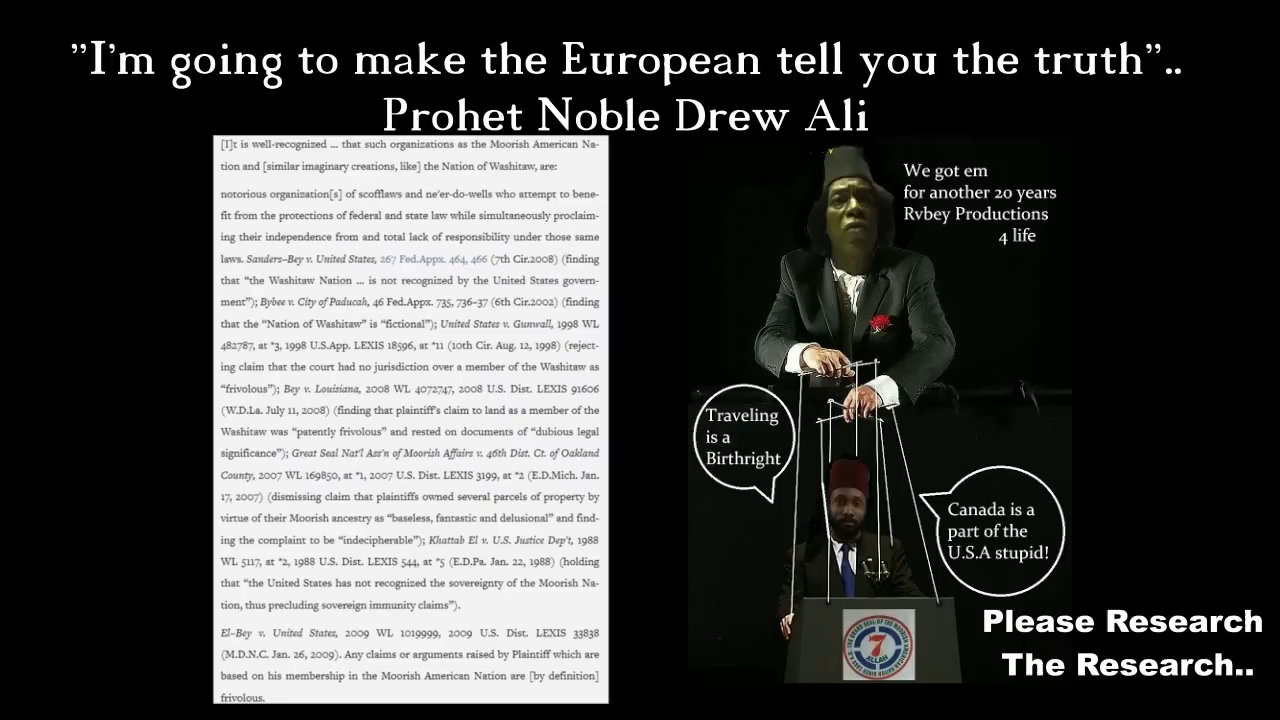 "I'm going to make the European tell you the truth"..
Prohet Noble Drew Ali
[I]t is well-recognized ... that such organizations as the Moorish American Na-
tion and [similar imaginary creations, like] the Nation of Washitaw, are:
notorious organization[s] of scofflaws and ne'er-do-wells who attempt to bene-
fit from the protections of federal and state law while simultaneously proclaim-
ing their independence from and total lack of responsibility under those same
laws. Sanders–Bey v. United States, 267 Fed.Appx. 464, 466 (7th Cir.2008) (finding
that "the Washitaw Nation ... is not recognized by the United States govern-
ment"); Bybee v. City of Paducah, 46 Fed.Appx. 735, 736–37 (6th Cir.2002) (finding
that the "Nation of Washitaw" is "fictional"); United States v. Gunwall, 1998 WL
482787, at *3, 1998 U.S.App. LEXIS 18596, at *11 (10th Cir. Aug. 12, 1998) (reject-
ing claim that the court had no jurisdiction over a member of the Washitaw as
"frivolous"); Bey v. Louisiana, 2008 WL 4072747, 2008 U.S. Dist. LEXIS 91606
(W.D.La. July 11, 2008) (finding that plaintiff's claim to land as a member of the
Washitaw was "patently frivolous" and rested on documents of "dubious legal
significance"); Great Seal Nat'l Ass'n of Moorish Affairs v. 46th Dist. Ct. of Oakland
County, 2007 WL 169850, at *1, 2007 U.S. Dist. LEXIS 3199, at *2 (E.D.Mich. Jan.
17, 2007) (dismissing claim that plaintiffs owned several parcels of property by
virtue of their Moorish ancestry as "baseless, fantastic and delusional" and find-
ing the complaint to be "indecipherable"); Khattab El v. U.S. Justice Dep't, 1988
WL 5117, at *2, 1988 U.S. Dist. LEXIS 544, at *5 (E.D.Pa. Jan. 22, 1988) (holding
that "the United States has not recognized the sovereignty of the Moorish Na-
tion, thus precluding sovereign immunity claims").
El–Bey v. United States, 2009 WL 1019999, 2009 U.S. Dist. LEXIS 33838
(M.D.N.C. Jan. 26, 2009). Any claims or arguments raised by Plaintiff which are
based on his membership in the Moorish American Nation are [by definition]
frivolous.
We got em
for another 20 years
Rvbey Productions
4 life
Traveling
is a
Birthright
Canada is a
part of the
U.S.A stupid!
THE GRAND SEAL OF THE MOORISH AMERICAN NATION
7
ALLAH
Please Research
The Research..